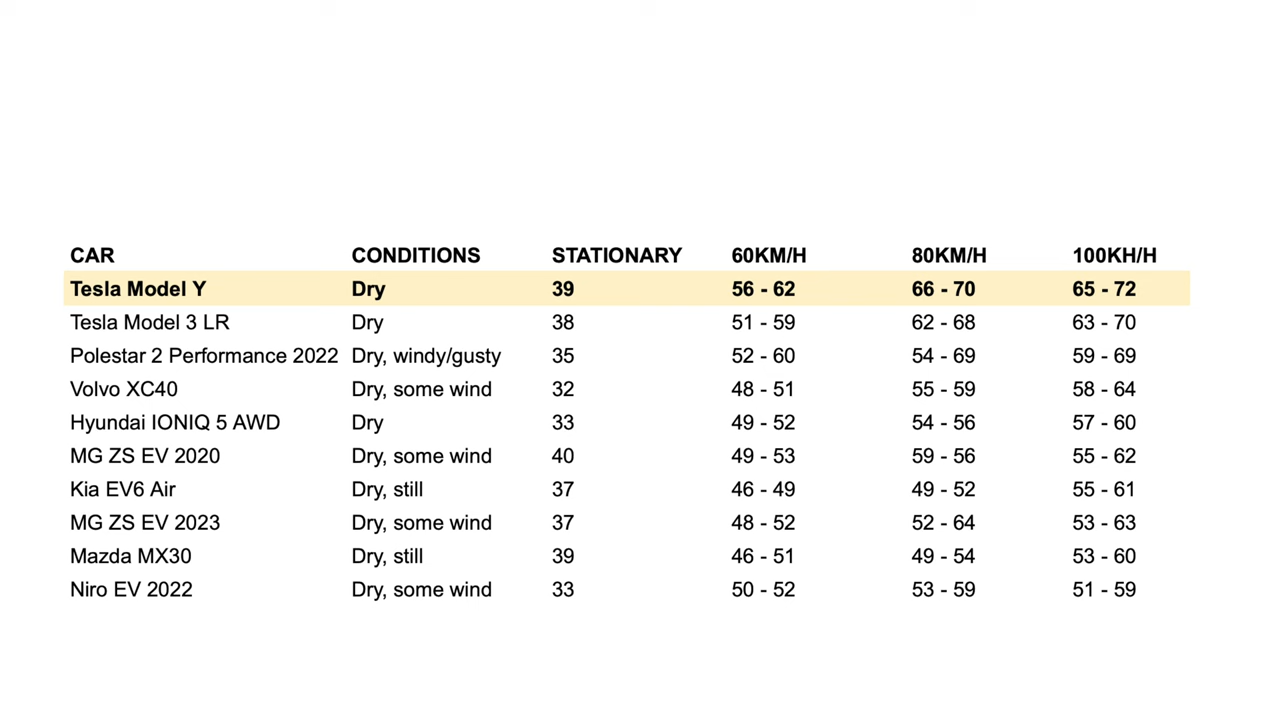 CAR CONDITIONS STATIONARY 60KM/H 80KM/H 100KH/H
Tesla Model Y Dry 39 56 - 62 66 - 70 65 - 72
Tesla Model 3 LR Dry 38 51 - 59 62 - 68 63 - 70
Polestar 2 Performance 2022 Dry, windy/gusty 35 52 - 60 54 - 69 59 - 69
Volvo XC40 Dry, some wind 32 48 - 51 55 - 59 58 - 64
Hyundai IONIQ 5 AWD Dry 33 49 - 52 54 - 56 57 - 60
MG ZS EV 2020 Dry, some wind 40 49 - 53 59 - 56 55 - 62
Kia EV6 Air Dry, still 37 46 - 49 49 - 52 55 - 61
MG ZS EV 2023 Dry, some wind 37 48 - 52 52 - 64 53 - 63
Mazda MX30 Dry, still 39 46 - 51 49 - 54 53 - 60
Niro EV 2022 Dry, some wind 33 50 - 52 53 - 59 51 - 59